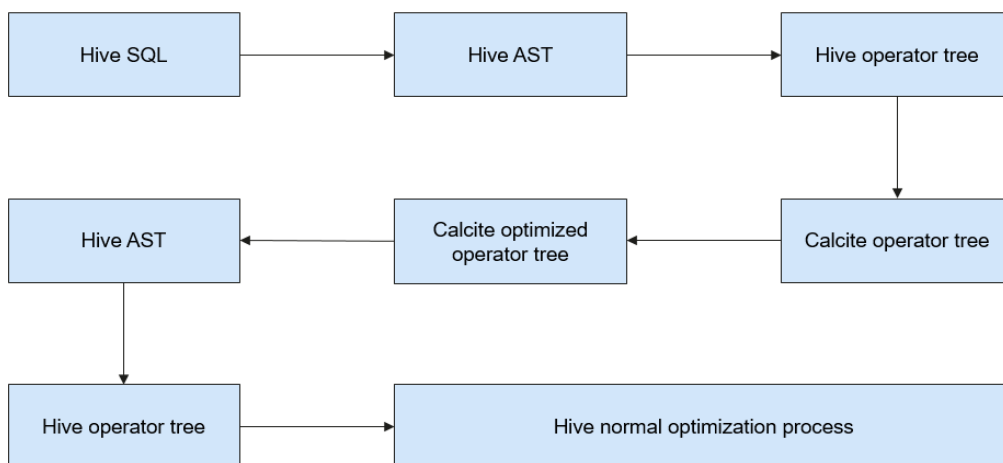 Hive SQL
Hive AST
Hive operator tree
Hive AST
Calcite optimized
operator tree
Calcite operator tree
Hive operator tree
Hive normal optimization process